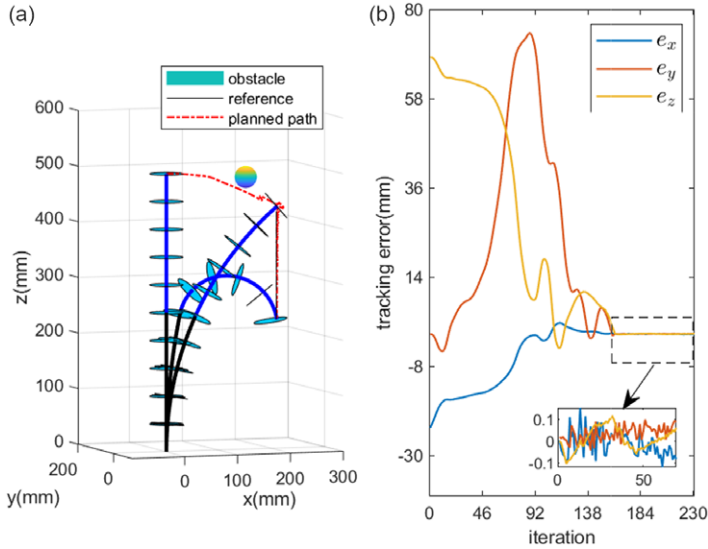 (a)
obstacle
reference
planned path
600
500
400
300
200
100
0
z(mm)
200
0
y(mm)
0
100
200
300
x(mm)
(b)
80
58
36
14
-8
-30
tracking error(mm)
e_x
e_y
e_z
0.1
0
-0.1
0
50
0
46
92
138
184
230
iteration